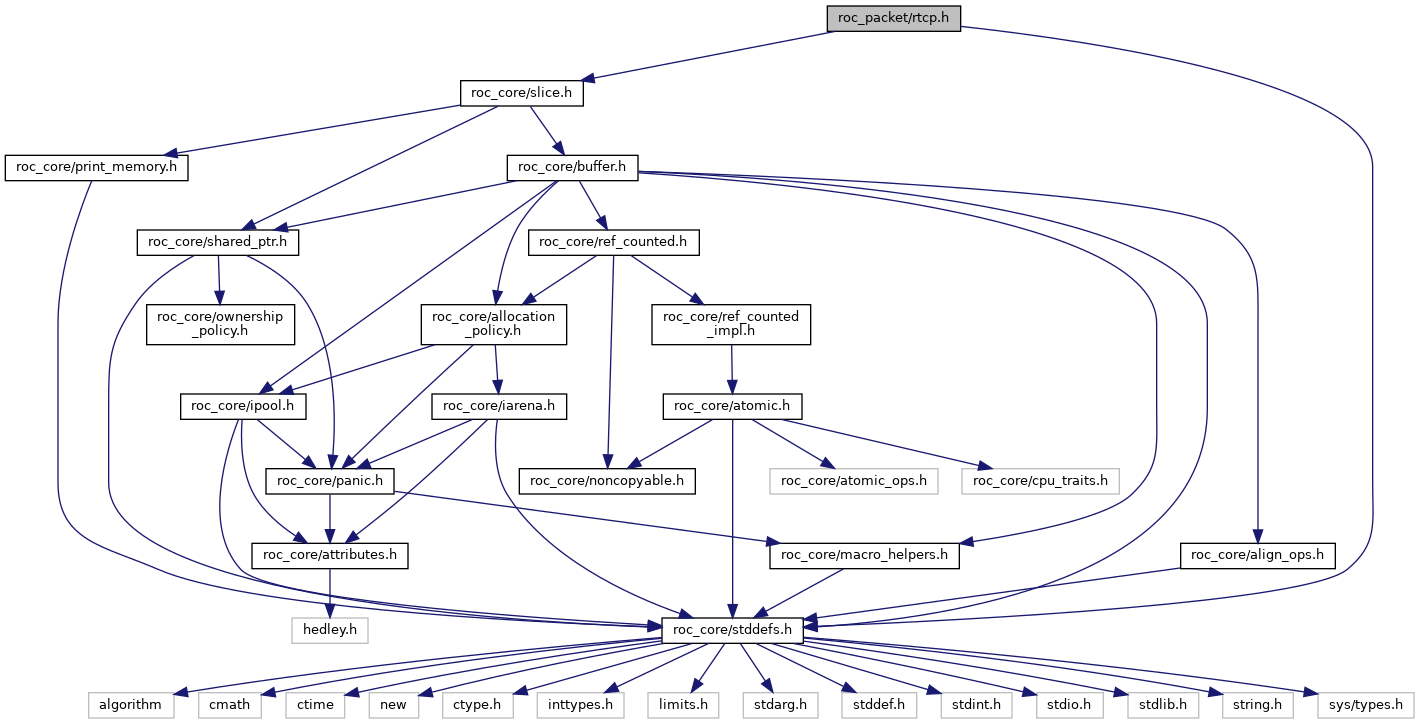 roc_packet/rtcp.h
roc_core/slice.h
roc_core/print_memory.h
roc_core/buffer.h
roc_core/shared_ptr.h
roc_core/ref_counted.h
roc_core/ownership
_policy.h
roc_core/allocation
_policy.h
roc_core/ref_counted
_impl.h
roc_core/ipool.h
roc_core/iarena.h
roc_core/atomic.h
roc_core/panic.h
roc_core/noncopyable.h
roc_core/atomic_ops.h
roc_core/cpu_traits.h
roc_core/attributes.h
roc_core/macro_helpers.h
roc_core/align_ops.h
hedley.h
roc_core/stddefs.h
algorithm
cmath
ctime
new
ctype.h
inttypes.h
limits.h
stdarg.h
stddef.h
stdint.h
stdio.h
stdlib.h
string.h
sys/types.h